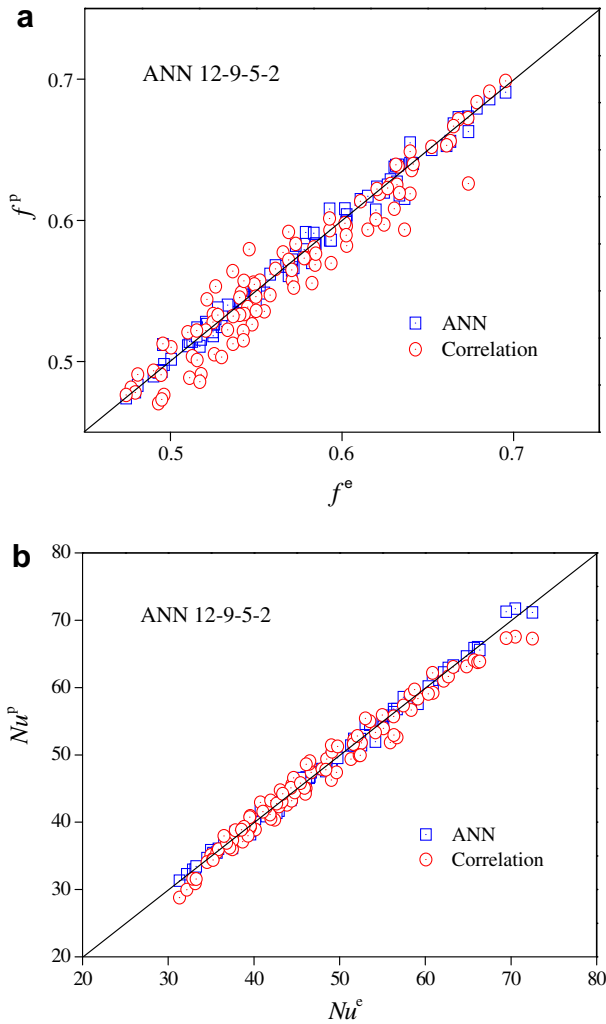 a
ANN 12-9-5-2
0.7
0.6
0.5
f^p
ANN
Correlation
0.5 0.6 0.7
f^e
b
80
70
60
50
40
30
20
ANN 12-9-5-2
Nu^p
ANN
Correlation
20 30 40 50 60 70 80
Nu^e